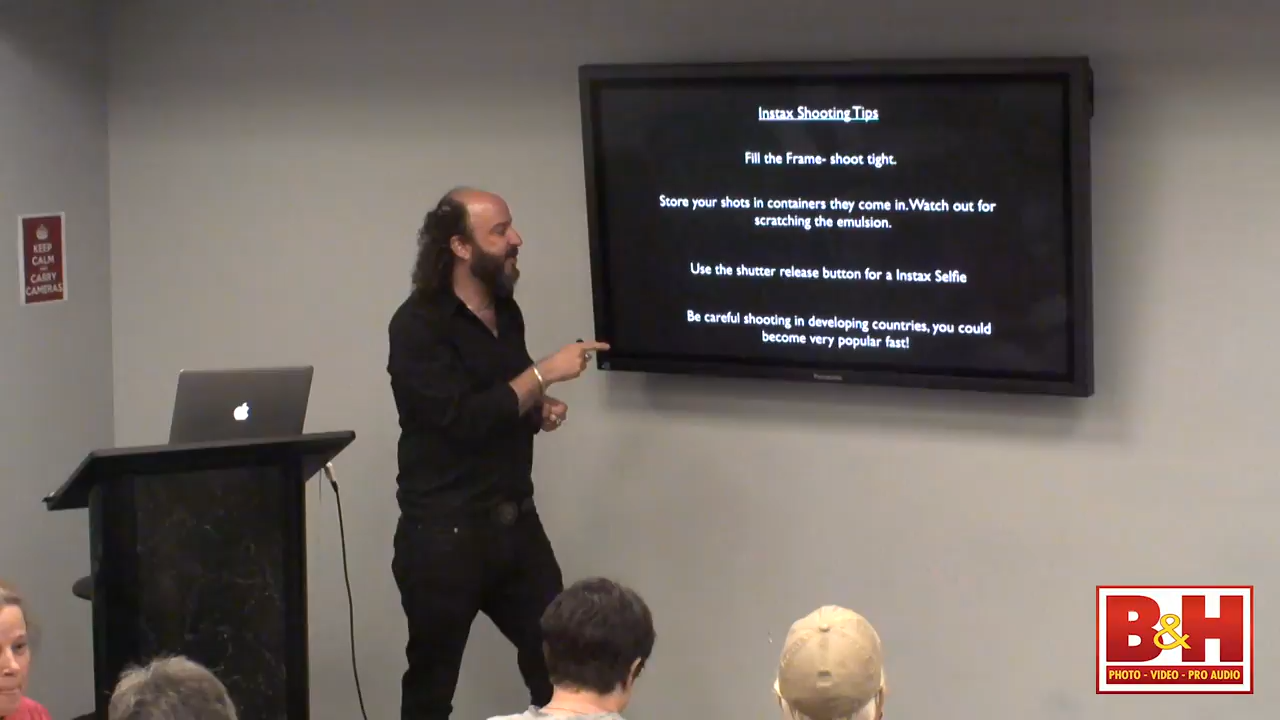 Instax Shooting Tips
Fill the Frame- shoot tight.
Store your shots in containers they come in. Watch out for
scratching the emulsion.
Use the shutter release button for a Instax Selfie
Be careful shooting in developing countries, you could
become very popular fast!
Panasonic
KEEP
CALM
AND
CARRY
CAMERAS
B&H
PHOTO - VIDEO - PRO AUDIO